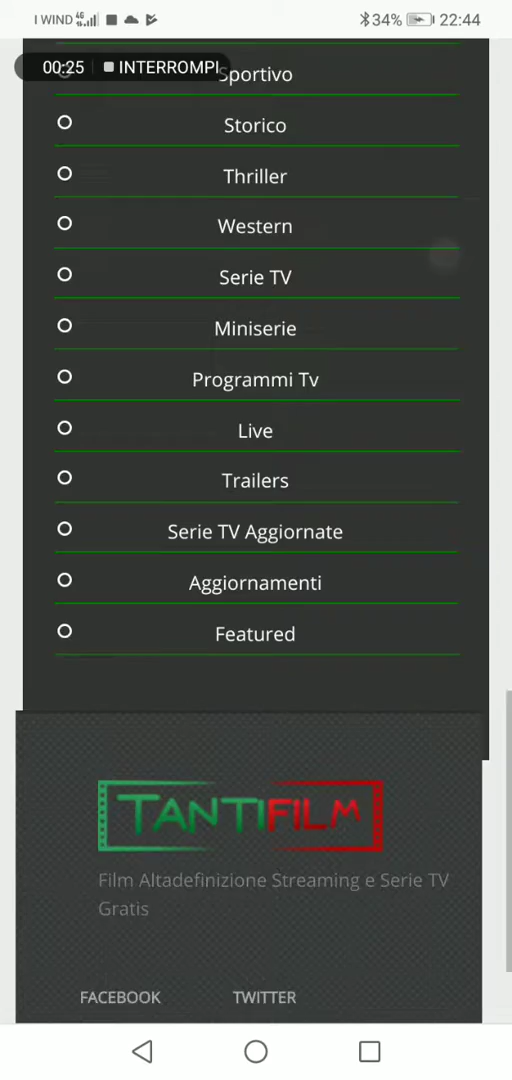 I WIND 4G 34% 22:44
00:25 INTERROMPI
Sportivo
Storico
Thriller
Western
Serie TV
Miniserie
Programmi Tv
Live
Trailers
Serie TV Aggiornate
Aggiornamenti
Featured
TANTIFILM
Film Altadefinizione Streaming e Serie TV
Gratis
FACEBOOK TWITTER